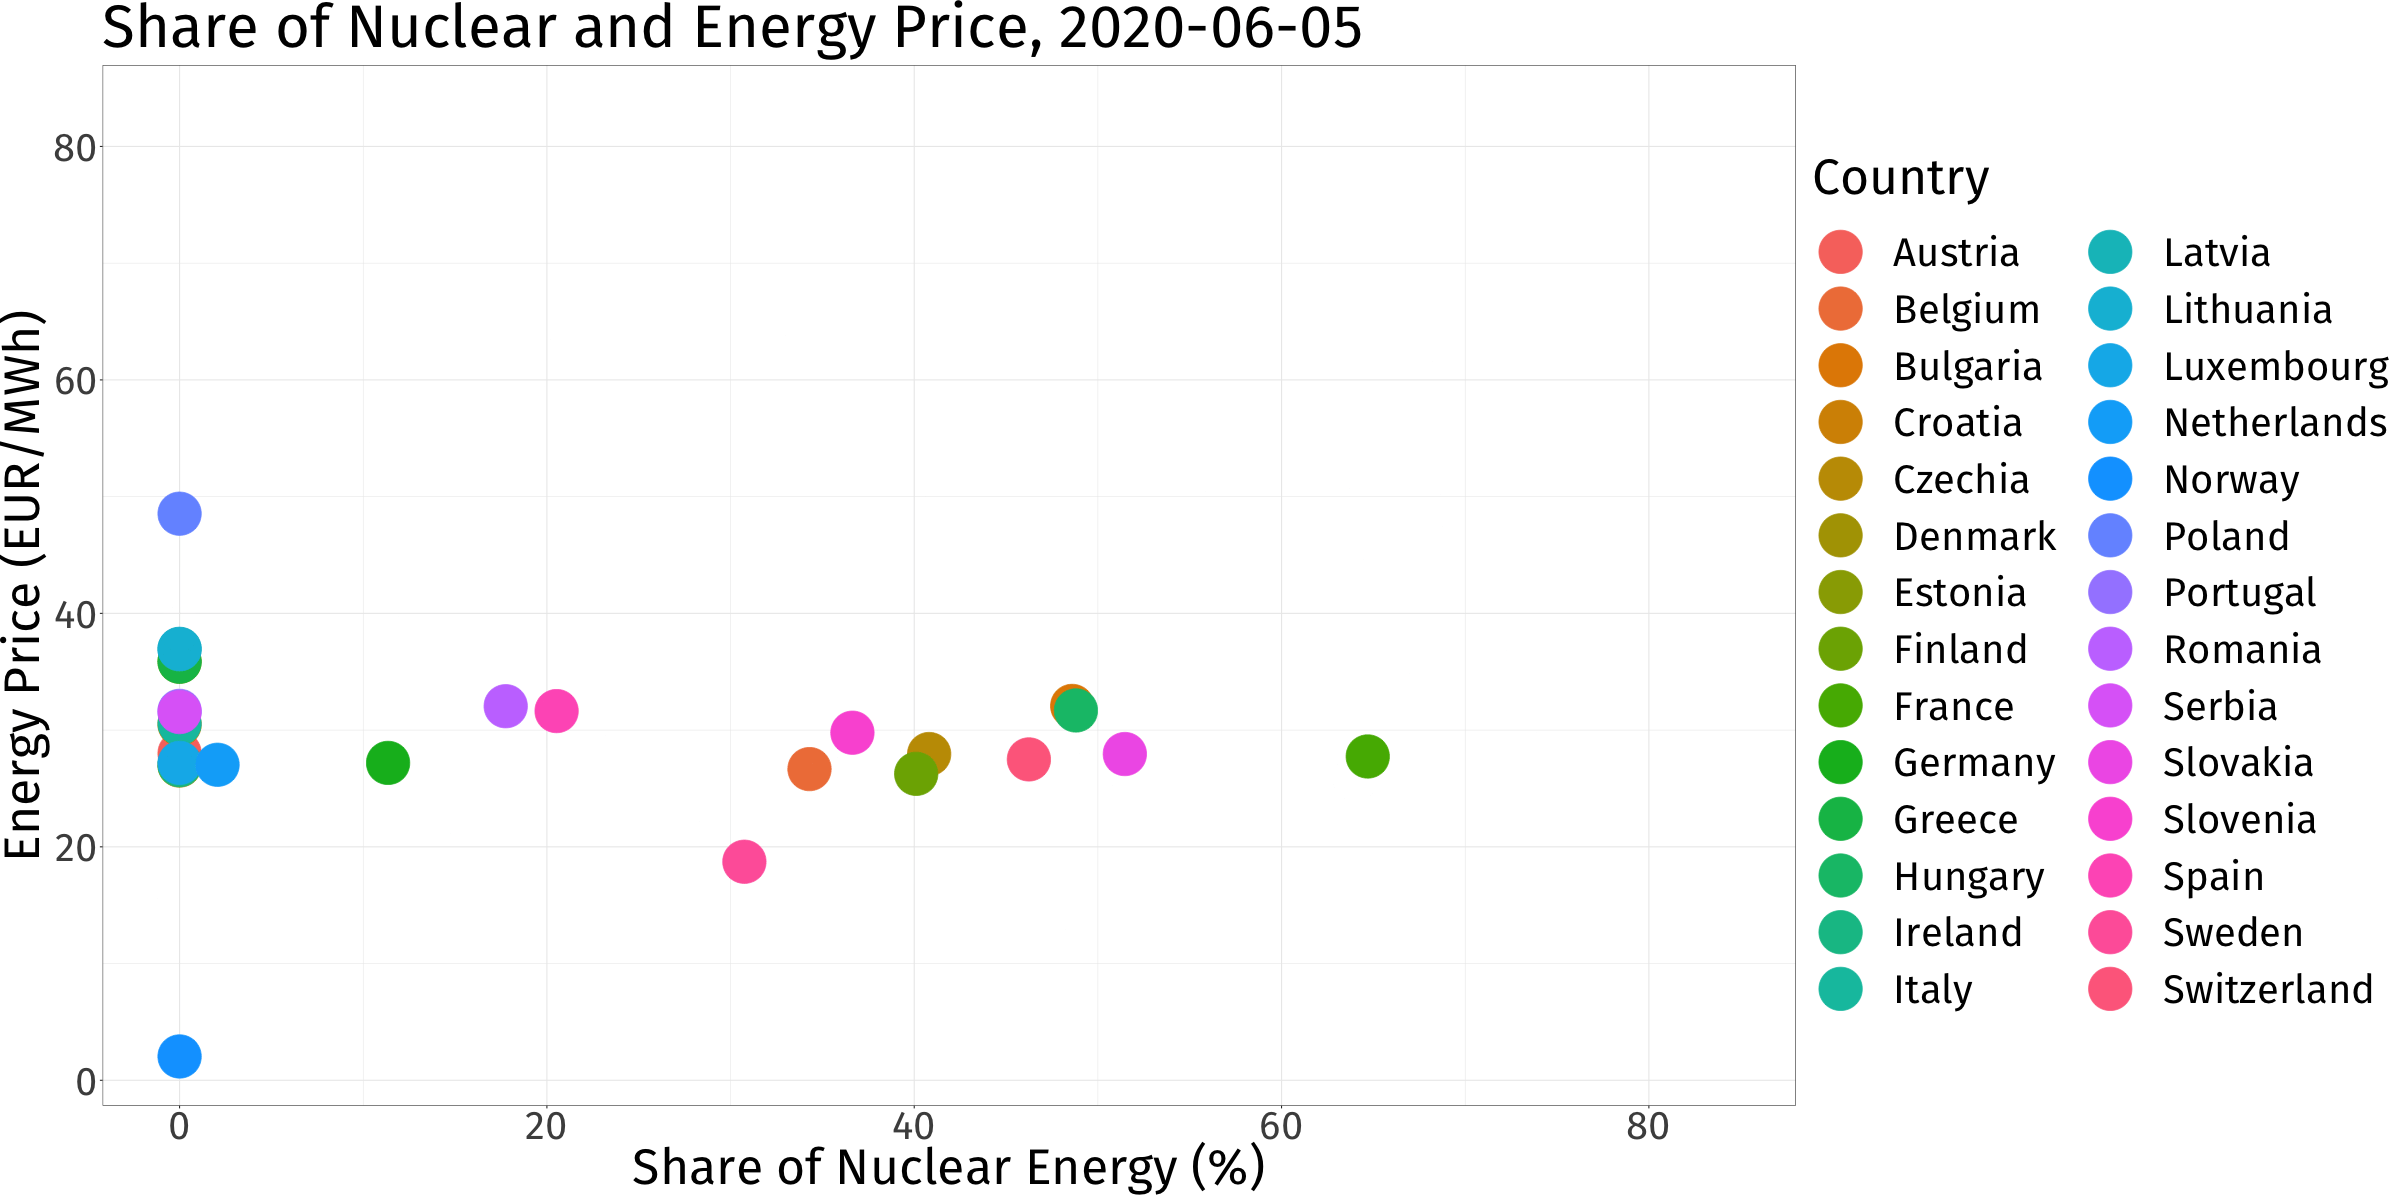 Share of Nuclear and Energy Price, 2020-06-05
Energy Price (EUR/MWh)
80
60
40
20
0
0 20 40 60 80
Share of Nuclear Energy (%)
Country
Austria
Belgium
Bulgaria
Croatia
Czechia
Denmark
Estonia
Finland
France
Germany
Greece
Hungary
Ireland
Italy
Latvia
Lithuania
Luxembourg
Netherlands
Norway
Poland
Portugal
Romania
Serbia
Slovakia
Slovenia
Spain
Sweden
Switzerland